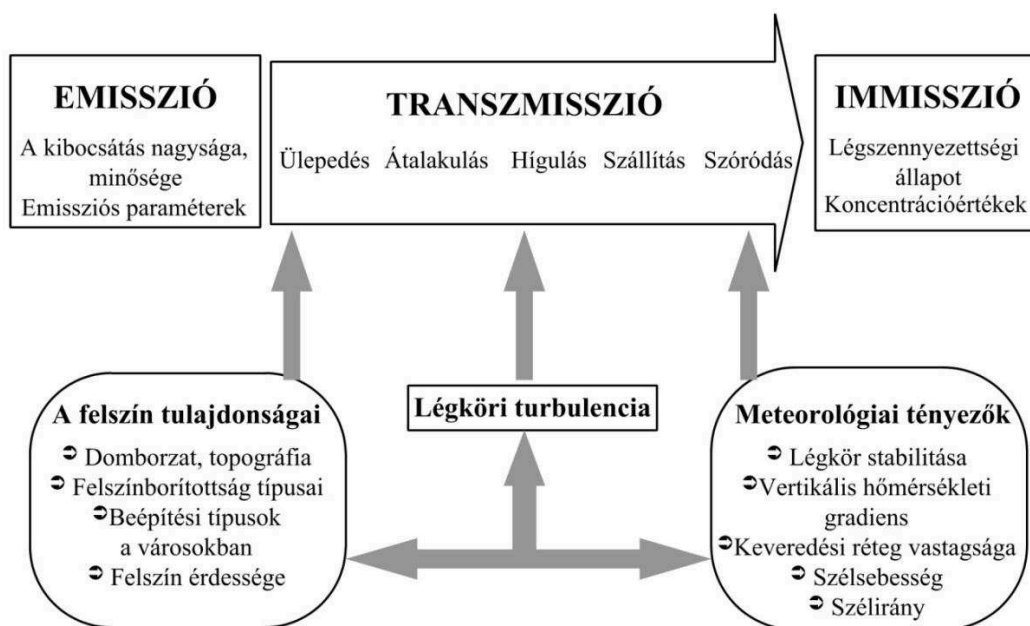 EMISSZIÓ
A kibocsátás nagysága,
minősége
Emissziós paraméterek
TRANSZMISSZIÓ
Ülepedés Átalakulás Hígulás Szállítás Szóródás
IMMISSZIÓ
Légszennyezettségi
állapot
Koncentrációértékek
A felszín tulajdonságai
➲ Domborzat, topográfia
➲ Felszínborítottság típusai
➲ Beépítési típusok
a városokban
➲ Felszín érdessége
Légköri turbulencia
Meteorológiai tényezők
➲ Légkör stabilitása
➲ Vertikális hőmérsékleti
gradiens
➲ Keveredési réteg vastagsága
➲ Szélsebesség
➲ Szélirány